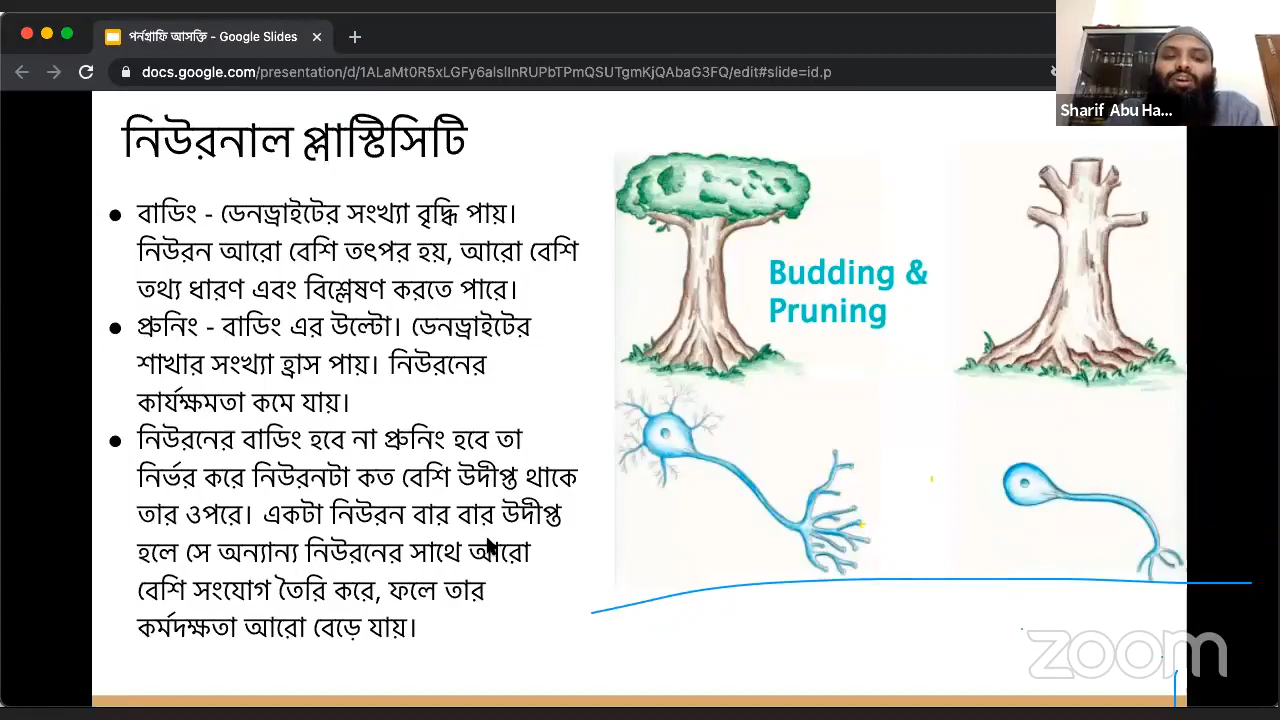 পর্নগ্রাফি আসক্তি - Google Slides
docs.google.com/presentation/d/1ALaMt0R5xLGFy6alsIlnRUPbTPmQSUTgmKjQAbaG3FQ/edit#slide=id.p
Sharif Abu Ha...
নিউরনাল প্লাস্টিসিটি
● বাডিং - ডেনড্রাইটের সংখ্যা বৃদ্ধি পায়।
নিউরন আরো বেশি তৎপর হয়, আরো বেশি
তথ্য ধারণ এবং বিশ্লেষণ করতে পারে।
● প্রুনিং - বাডিং এর উল্টো। ডেনড্রাইটের
শাখার সংখ্যা হ্রাস পায়। নিউরনের
কার্যক্ষমতা কমে যায়।
● নিউরনের বাডিং হবে না প্রুনিং হবে তা
নির্ভর করে নিউরনটা কত বেশি উদীপ্ত থাকে
তার ওপরে। একটা নিউরন বার বার উদীপ্ত
হলে সে অন্যান্য নিউরনের সাথে আরো
বেশি সংযোগ তৈরি করে, ফলে তার
কর্মদক্ষতা আরো বেড়ে যায়।
Budding &
Pruning
zoom